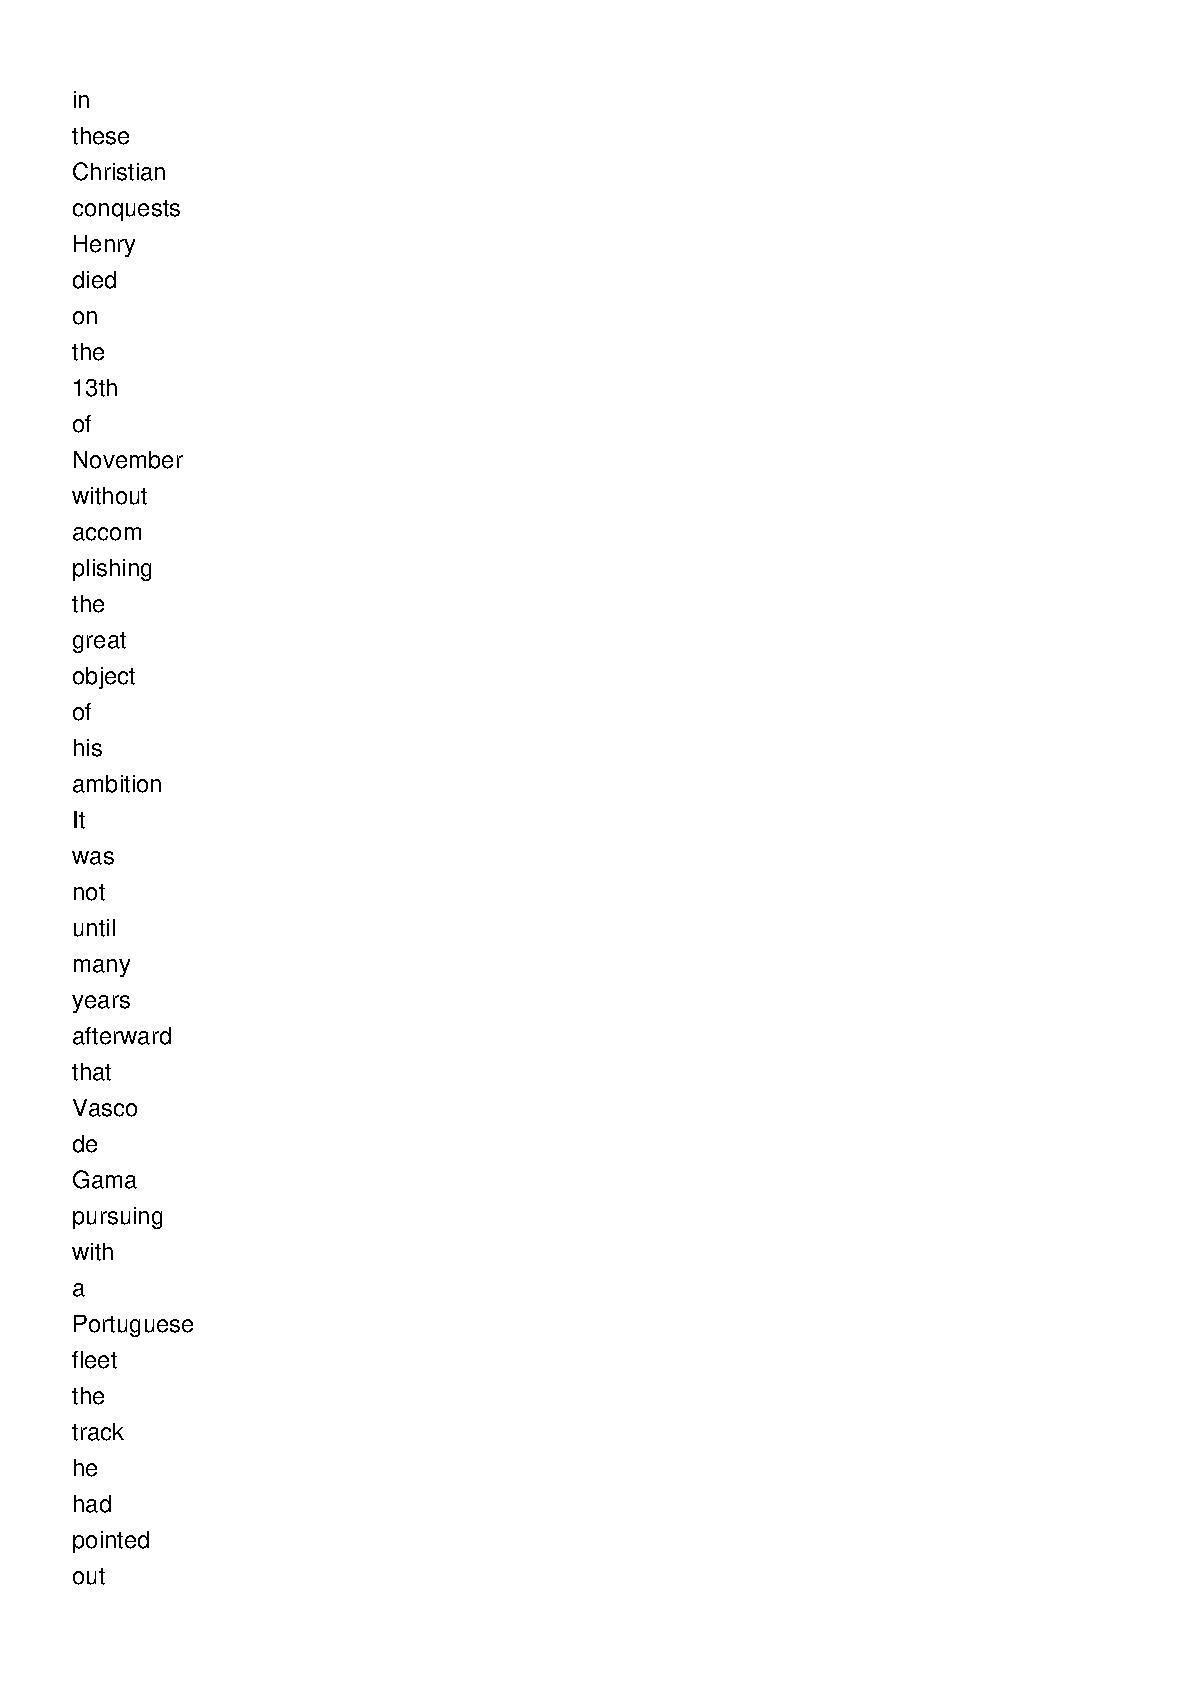 in
these
Christian
conquests
Henry
died
on
the
13th
of
November
without
accom
plishing
the
great
object
of
his
ambition
It
was
not
until
many
years
afterward
that
Vasco
de
Gama
pursuing
with
a
Portuguese
fleet
the
track
he
had
pointed
out